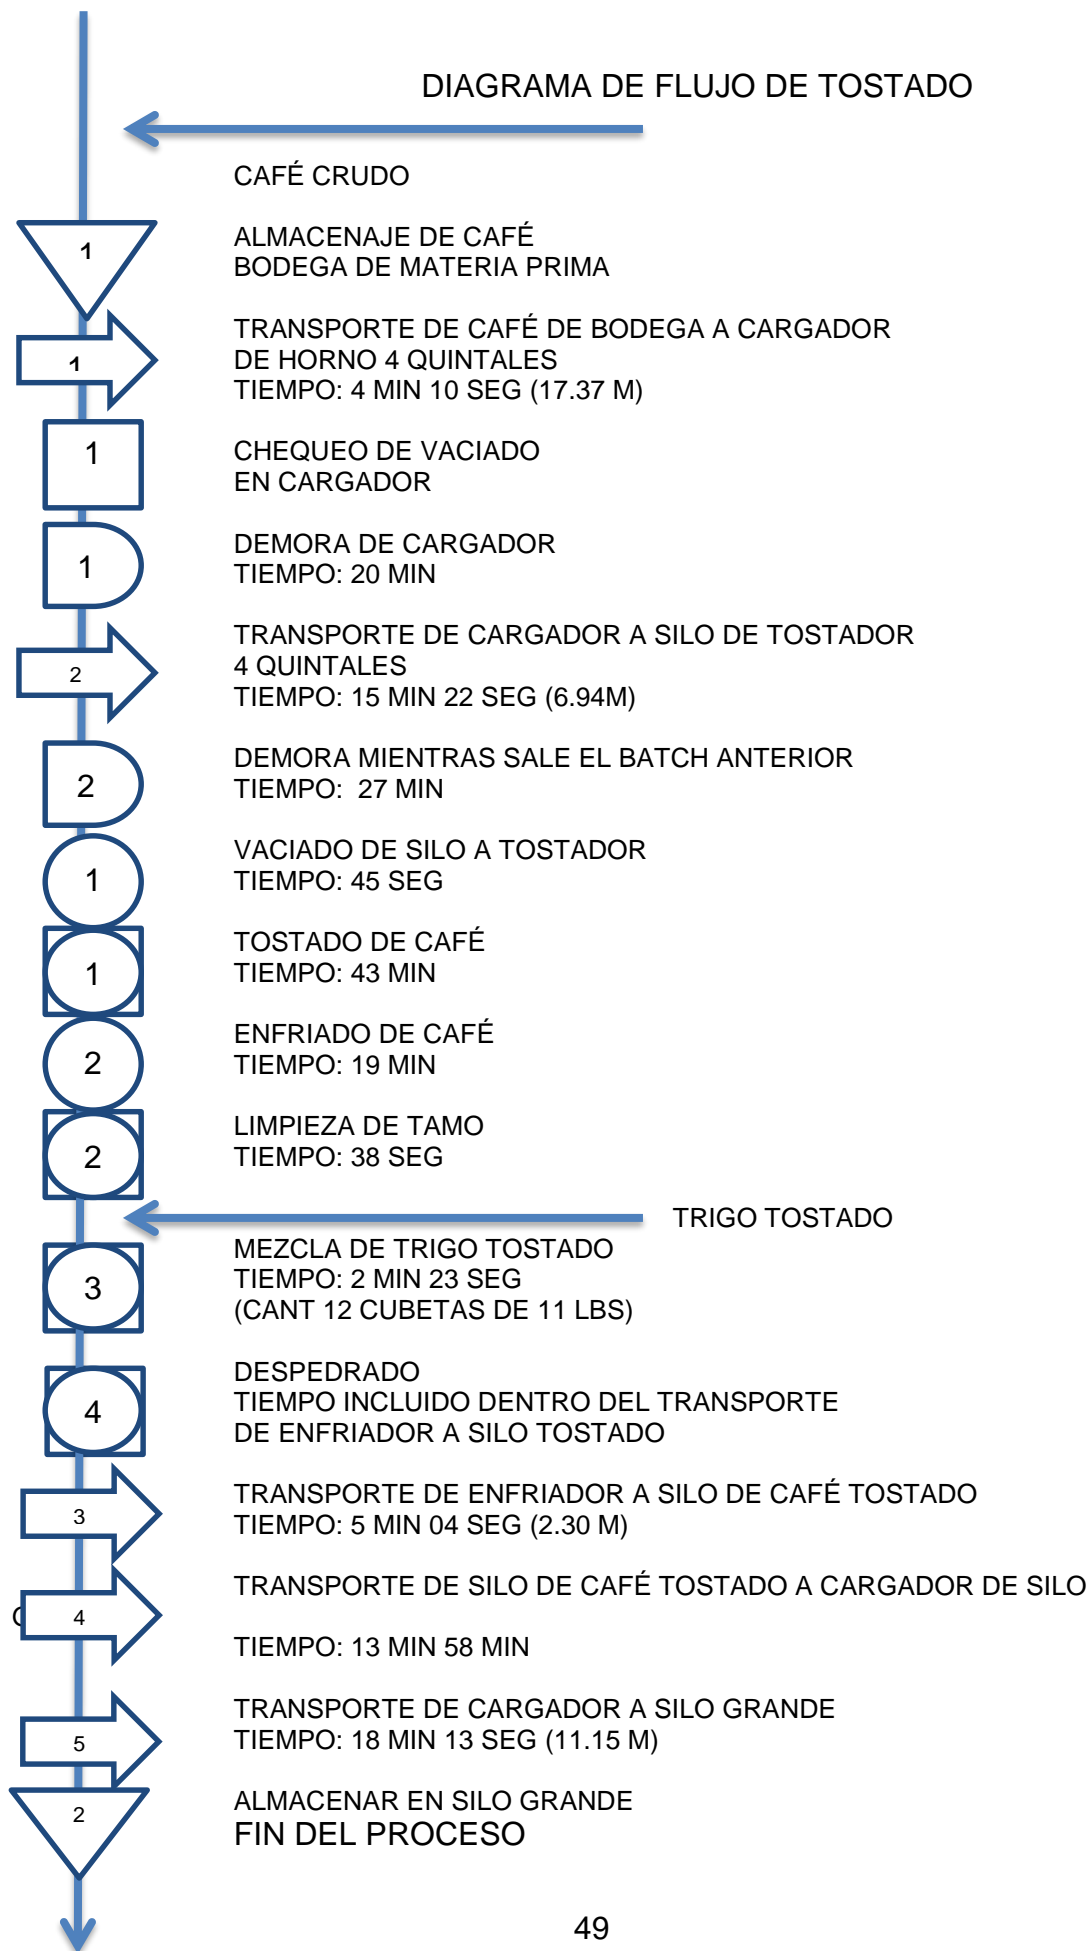 DIAGRAMA DE FLUJO DE TOSTADO
CAFÉ CRUDO
1
ALMACENAJE DE CAFÉ
BODEGA DE MATERIA PRIMA
1
TRANSPORTE DE CAFÉ DE BODEGA A CARGADOR
DE HORNO 4 QUINTALES
TIEMPO: 4 MIN 10 SEG (17.37 M)
1
CHEQUEO DE VACIADO
EN CARGADOR
1
DEMORA DE CARGADOR
TIEMPO: 20 MIN
2
TRANSPORTE DE CARGADOR A SILO DE TOSTADOR
4 QUINTALES
TIEMPO: 15 MIN 22 SEG (6.94M)
2
DEMORA MIENTRAS SALE EL BATCH ANTERIOR
TIEMPO: 27 MIN
1
VACIADO DE SILO A TOSTADOR
TIEMPO: 45 SEG
1
TOSTADO DE CAFÉ
TIEMPO: 43 MIN
2
ENFRIADO DE CAFÉ
TIEMPO: 19 MIN
2
LIMPIEZA DE TAMO
TIEMPO: 38 SEG
TRIGO TOSTADO
3
MEZCLA DE TRIGO TOSTADO
TIEMPO: 2 MIN 23 SEG
(CANT 12 CUBETAS DE 11 LBS)
4
DESPEDRADO
TIEMPO INCLUIDO DENTRO DEL TRANSPORTE
DE ENFRIADOR A SILO TOSTADO
3
TRANSPORTE DE ENFRIADOR A SILO DE CAFÉ TOSTADO
TIEMPO: 5 MIN 04 SEG (2.30 M)
4
TRANSPORTE DE SILO DE CAFÉ TOSTADO A CARGADOR DE SILO
TIEMPO: 13 MIN 58 MIN
5
TRANSPORTE DE CARGADOR A SILO GRANDE
TIEMPO: 18 MIN 13 SEG (11.15 M)
2
ALMACENAR EN SILO GRANDE
FIN DEL PROCESO
49